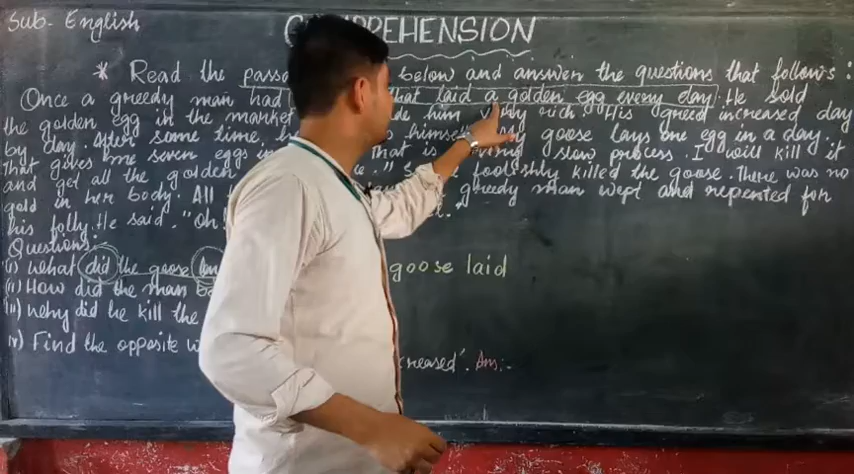 Sub- English
COMPREHENSION
* Read the below and answer the questions that follows:
Once a greedy man had that laid a golden egg every day. He sold
the golden egg in the market him very rich. His greed increased day
by day. After some time, himself, goose lays one egg in a day.
That gives me seven eggs that is slow process. I will kill it
and get all the golden foolishly killed the goose. There was no
gold in her body. All greedy man wept and repented for
his folly. He said. "Oh
Questions.
(i) What did the goose goose laid
(ii) How did the man
(iii) Why did he kill the
iv) Find the opposite Ans:-